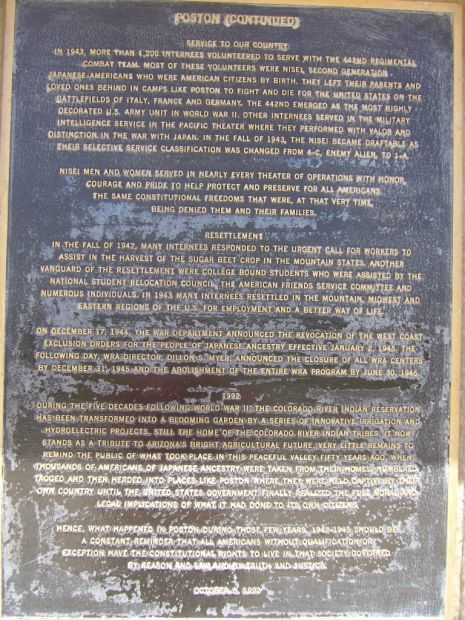 POSTON (CONTINUED)
SERVICE TO OUR COUNTRY
IN 1943, MORE THAN 1,200 INTERNEES VOLUNTEERED TO SERVE WITH THE 442ND REGIMENTAL
COMBAT TEAM. MOST OF THESE VOLUNTEERS WERE NISEI, SECOND GENERATION
JAPANESE-AMERICANS WHO WERE AMERICAN CITIZENS BY BIRTH. THEY LEFT THEIR PARENTS AND
LOVED ONES BEHIND IN CAMPS LIKE POSTON TO FIGHT AND DIE FOR THE UNITED STATES ON THE
BATTLEFIELDS OF ITALY, FRANCE AND GERMANY. THE 442ND EMERGED AS THE MOST HIGHLY
DECORATED U.S. ARMY UNIT IN WORLD WAR II. OTHER INTERNEES SERVED IN THE MILITARY
INTELLIGENCE SERVICE IN THE PACIFIC THEATER WHERE THEY PERFORMED WITH VALOR AND
DISTINCTION IN THE WAR WITH JAPAN. IN THE FALL OF 1943, THE NISEI BECAME DRAFTABLE AS
THEIR SELECTIVE SERVICE CLASSIFICATION WAS CHANGED FROM 4-C, ENEMY ALIEN, TO 1-A.
NISEI MEN AND WOMEN SERVED IN NEARLY EVERY THEATER OF OPERATIONS WITH HONOR,
COURAGE AND PRIDE TO HELP PROTECT AND PRESERVE FOR ALL AMERICANS
THE SAME CONSTITUTIONAL FREEDOMS THAT WERE, AT THAT VERY TIME,
BEING DENIED THEM AND THEIR FAMILIES.
RESETTLEMENT
IN THE FALL OF 1942, MANY INTERNEES RESPONDED TO THE URGENT CALL FOR WORKERS TO
ASSIST IN THE HARVEST OF THE SUGAR BEET CROP IN THE MOUNTAIN STATES. ANOTHER
VANGUARD OF THE RESETTLEMENT WERE COLLEGE BOUND STUDENTS WHO WERE ASSISTED BY THE
NATIONAL STUDENT RELOCATION COUNCIL, THE AMERICAN FRIENDS SERVICE COMMITTEE AND
NUMEROUS INDIVIDUALS. IN 1943 MANY INTERNEES RESETTLED IN THE MOUNTAIN, MIDWEST AND
EASTERN REGIONS OF THE U.S. FOR EMPLOYMENT AND A BETTER WAY OF LIFE.
ON DECEMBER 17, 1944, THE WAR DEPARTMENT ANNOUNCED THE REVOCATION OF THE WEST COAST
EXCLUSION ORDERS FOR THE PEOPLE OF JAPANESE ANCESTRY EFFECTIVE JANUARY 2, 1945. THE
FOLLOWING DAY, WRA DIRECTOR, DILLON S. MYER, ANNOUNCED THE CLOSURE OF ALL WRA CENTERS
BY DECEMBER 31, 1945 AND THE ABOLISHMENT OF THE ENTIRE WRA PROGRAM BY JUNE 30, 1946.
1992
DURING THE FIVE DECADES FOLLOWING WORLD WAR II, THE COLORADO RIVER INDIAN RESERVATION
HAS BEEN TRANSFORMED INTO A BLOOMING GARDEN BY A SERIES OF INNOVATIVE IRRIGATION AND
HYDROELECTRIC PROJECTS. STILL THE HOME OF THE COLORADO RIVER INDIAN TRIBES, IT NOW
STANDS AS A TRIBUTE TO ARIZONA'S BRIGHT AGRICULTURAL FUTURE. VERY LITTLE REMAINS TO
REMIND THE PUBLIC OF WHAT TOOK PLACE IN THIS PEACEFUL VALLEY FIFTY YEARS AGO, WHEN
THOUSANDS OF AMERICANS OF JAPANESE ANCESTRY WERE TAKEN FROM THEIR HOMES, NUMBERED,
TAGGED AND THEN HERDED INTO PLACES LIKE POSTON WHERE THEY WERE HELD CAPTIVE BY THEIR
OWN COUNTRY UNTIL THE UNITED STATES GOVERNMENT FINALLY REALIZED THE MORAL AND
LEGAL IMPLICATIONS OF WHAT IT HAD DONE TO ITS OWN CITIZENS.
HENCE, WHAT HAPPENED IN POSTON DURING THOSE FEW YEARS, 1942-1945 SHOULD BE
A CONSTANT REMINDER THAT ALL AMERICANS WITHOUT QUALIFICATION OR
EXCEPTION HAVE THE CONSTITUTIONAL RIGHTS TO LIVE IN THAT SOCIETY GOVERNED
BY REASON AND LAW AND TRUTH AND JUSTICE.
OCTOBER 6, 1992